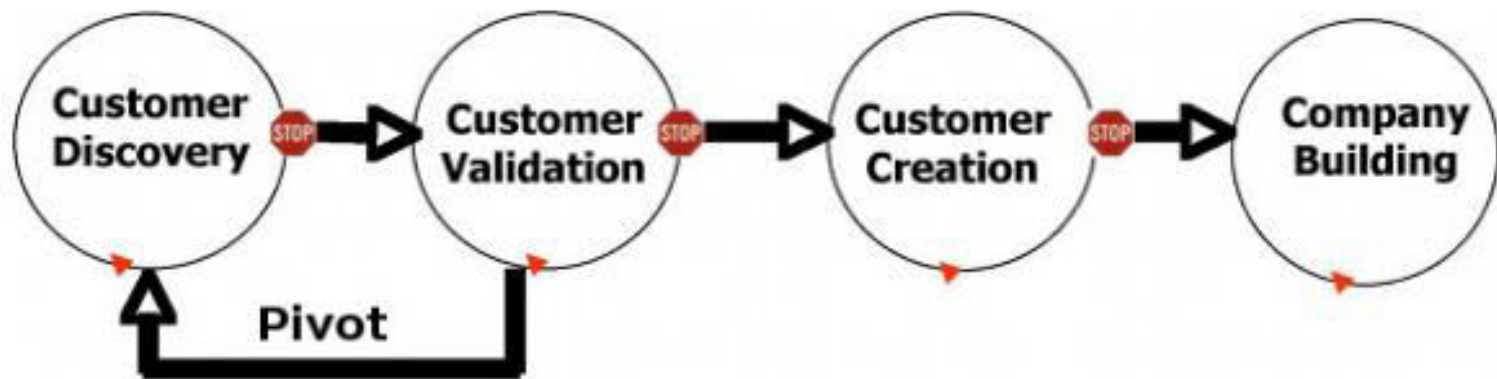 Customer
Discovery
STOP
Customer
Validation
STOP
Customer
Creation
STOP
Company
Building
Pivot